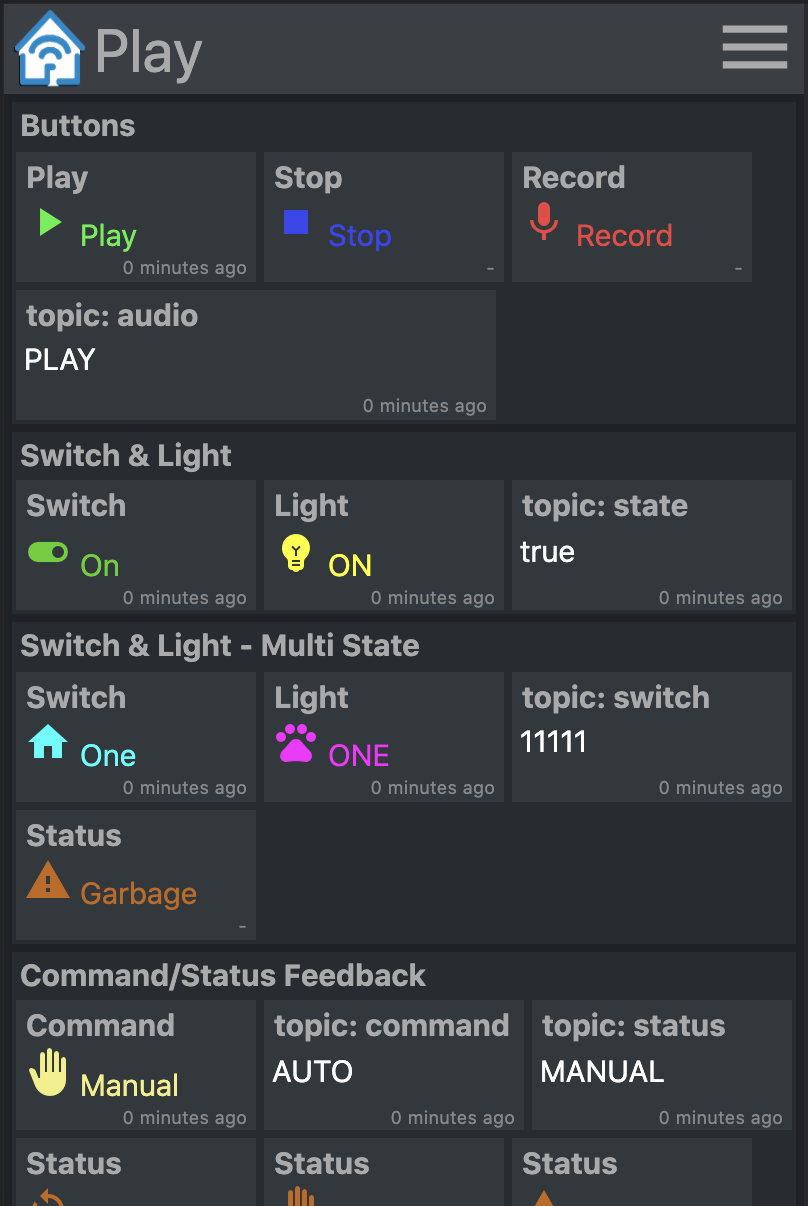 Play
Buttons
Play
Play
0 minutes ago
Stop
Stop
-
Record
Record
-
topic: audio
PLAY
0 minutes ago
Switch & Light
Switch
On
0 minutes ago
Light
Y
ON
0 minutes ago
topic: state
true
0 minutes ago
Switch & Light - Multi State
Switch
One
0 minutes ago
Light
ONE
0 minutes ago
topic: switch
11111
0 minutes ago
Status
Garbage
-
Command/Status Feedback
Command
Manual
0 minutes ago
topic: command
AUTO
0 minutes ago
topic: status
MANUAL
0 minutes ago
Status
Status
Status